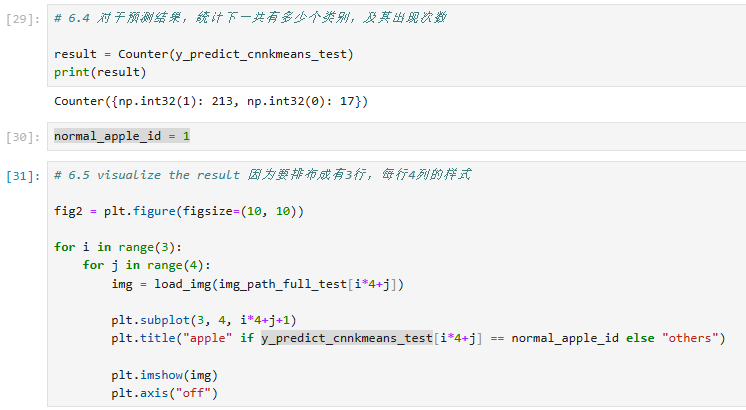 [29]:
# 6.4 对于预测结果，统计下一共有多少个类别，及其出现次数
result = Counter(y_predict_cnnkmeans_test)
print(result)
Counter({np.int32(1): 213, np.int32(0): 17})
[30]:
normal_apple_id = 1
[31]:
# 6.5 visualize the result 因为要排布成有3行，每行4列的样式
fig2 = plt.figure(figsize=(10, 10))
for i in range(3):
    for j in range(4):
        img = load_img(img_path_full_test[i*4+j])
        plt.subplot(3, 4, i*4+j+1)
        plt.title("apple" if y_predict_cnnkmeans_test[i*4+j] == normal_apple_id else "others")
        plt.imshow(img)
        plt.axis("off")